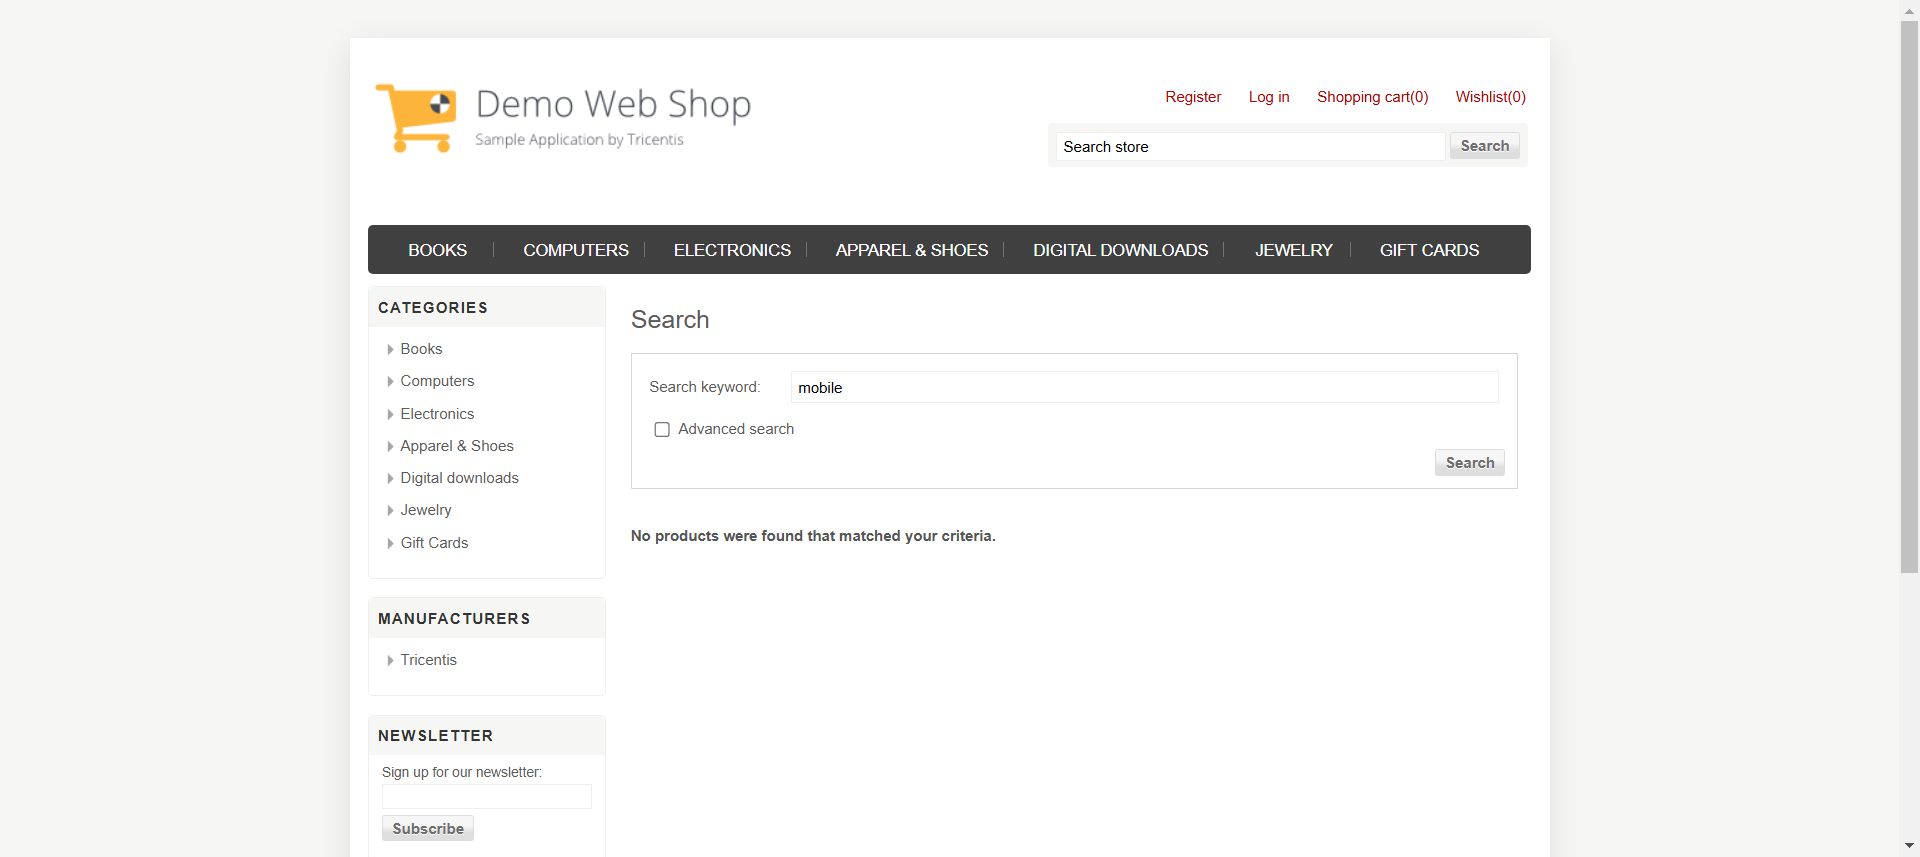 Demo Web Shop
Sample Application by Tricentis
Register Log in Shopping cart(0) Wishlist(0)
Search store Search
BOOKS COMPUTERS ELECTRONICS APPAREL & SHOES DIGITAL DOWNLOADS JEWELRY GIFT CARDS
CATEGORIES
Books
Computers
Electronics
Apparel & Shoes
Digital downloads
Jewelry
Gift Cards
MANUFACTURERS
Tricentis
NEWSLETTER
Sign up for our newsletter:
Subscribe
Search
Search keyword: mobile
Advanced search
Search
No products were found that matched your criteria.